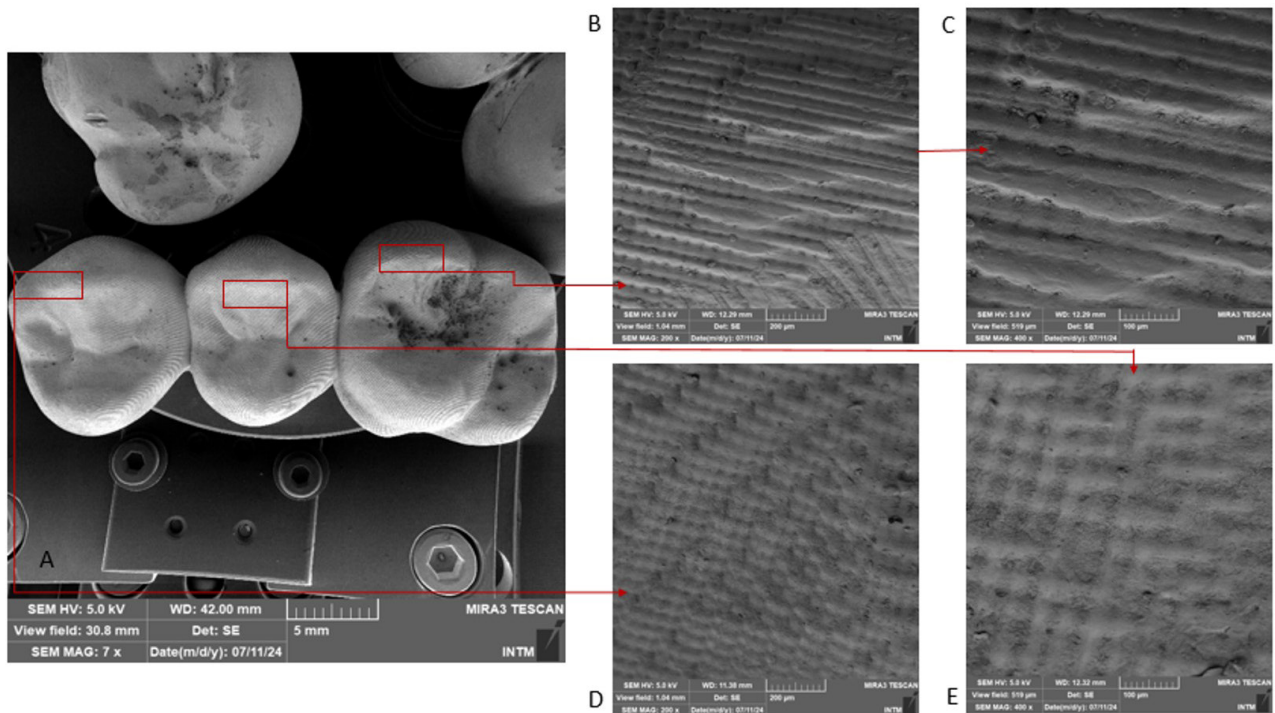 B
C
SEM HV: 5.0 kV WD: 12.29 mm MIRA3 TESCAN
View field: 1.04 mm Det: SE 200 µm
SEM MAG: 200 x Date(m/d/y): 07/11/24 INTM
SEM HV: 5.0 kV WD: 12.29 mm MIRA3 TESCAN
View field: 519 µm Det: SE 100 µm
SEM MAG: 400 x Date(m/d/y): 07/11/24 INTM
A
SEM HV: 5.0 kV WD: 42.00 mm MIRA3 TESCAN
View field: 30.8 mm Det: SE 5 mm
SEM MAG: 7 x Date(m/d/y): 07/11/24 INTM
D
SEM HV: 5.0 kV WD: 11.38 mm MIRA3 TESCAN
View field: 1.04 mm Det: SE 200 µm
SEM MAG: 200 x Date(m/d/y): 07/11/24 INTM
E
SEM HV: 5.0 kV WD: 12.32 mm MIRA3 TESCAN
View field: 519 µm Det: SE 100 µm
SEM MAG: 400 x Date(m/d/y): 07/11/24 INTM